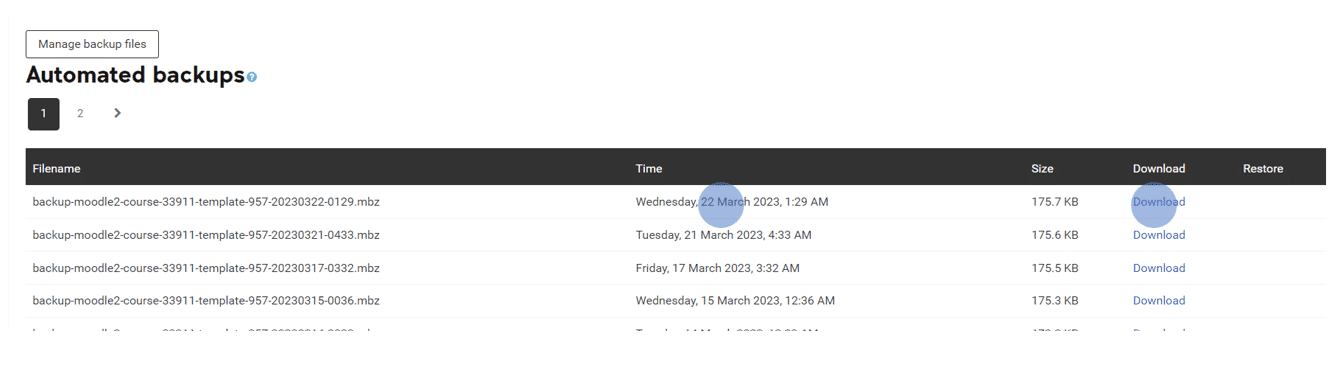 Manage backup files
Automated backups ?
1 2
Filename Time Size Download Restore
backup-moodle2-course-33911-template-957-20230322-0129.mbz Wednesday, 22 March 2023, 1:29 AM 175.7 KB Download
backup-moodle2-course-33911-template-957-20230321-0433.mbz Tuesday, 21 March 2023, 4:33 AM 175.6 KB Download
backup-moodle2-course-33911-template-957-20230317-0332.mbz Friday, 17 March 2023, 3:32 AM 175.5 KB Download
backup-moodle2-course-33911-template-957-20230315-0036.mbz Wednesday, 15 March 2023, 12:36 AM 175.3 KB Download